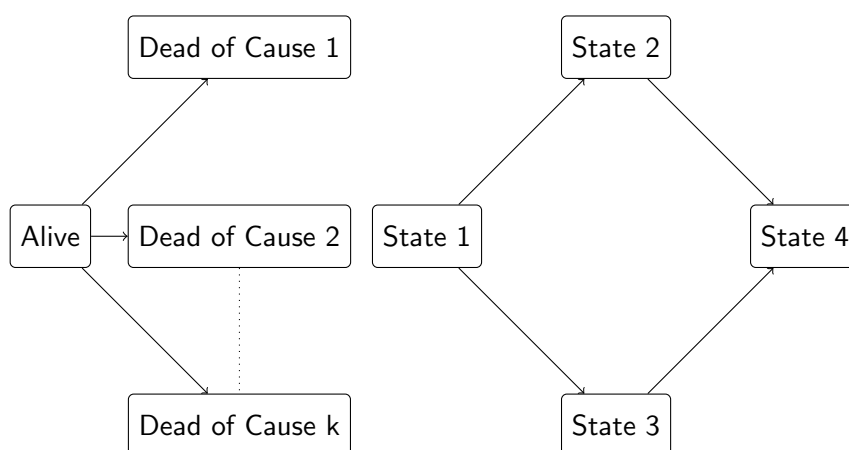 Dead of Cause 1
Alive
Dead of Cause 2
Dead of Cause k
State 2
State 1
State 4
State 3